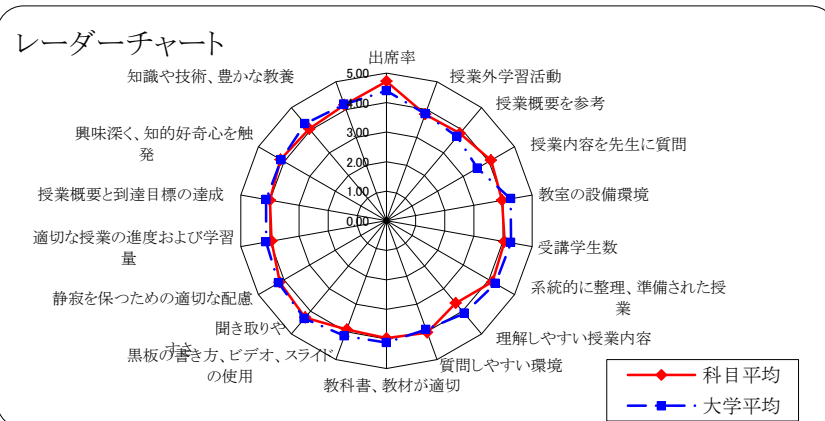 レーダーチャート
出席率
授業外学習活動
授業概要を参考
授業内容を先生に質問
教室の設備環境
受講学生数
系統的に整理、準備された授
業
理解しやすい授業内容
質問しやすい環境
教科書、教材が適切
黒板の書き方、ビデオ、スライド
の使用
聞き取りや
すさ
静寂を保つための適切な配慮
適切な授業の進度および学習
量
授業概要と到達目標の達成
興味深く、知的好奇心を触
発
知識や技術、豊かな教養
5.00
4.00
3.00
2.00
1.00
0.00
科目平均
大学平均